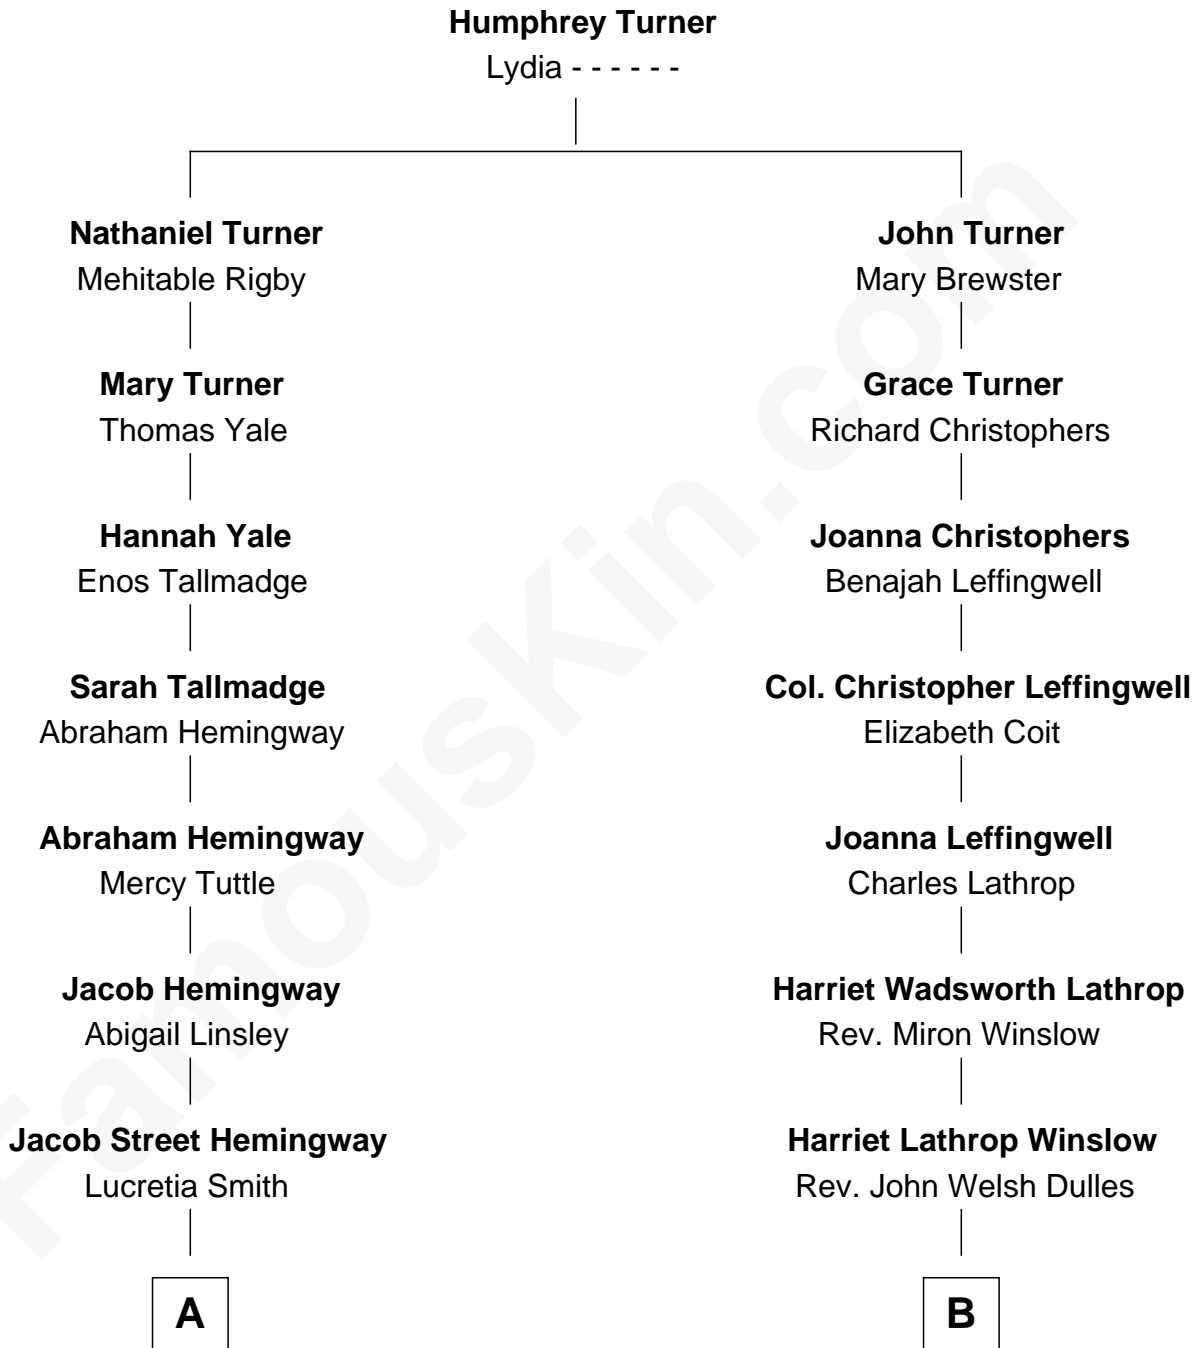 Humphrey Turner
Lydia - - - - - -
Nathaniel Turner
Mehitable Rigby
John Turner
Mary Brewster
Mary Turner
Thomas Yale
Grace Turner
Richard Christophers
Hannah Yale
Enos Tallmadge
Joanna Christophers
Benajah Leffingwell
Sarah Tallmadge
Abraham Hemingway
Col. Christopher Leffingwell
Elizabeth Coit
Abraham Hemingway
Mercy Tuttle
Joanna Leffingwell
Charles Lathrop
Jacob Hemingway
Abigail Linsley
Harriet Wadsworth Lathrop
Rev. Miron Winslow
Jacob Street Hemingway
Lucretia Smith
Harriet Lathrop Winslow
Rev. John Welsh Dulles
A
B
FamousKin.com